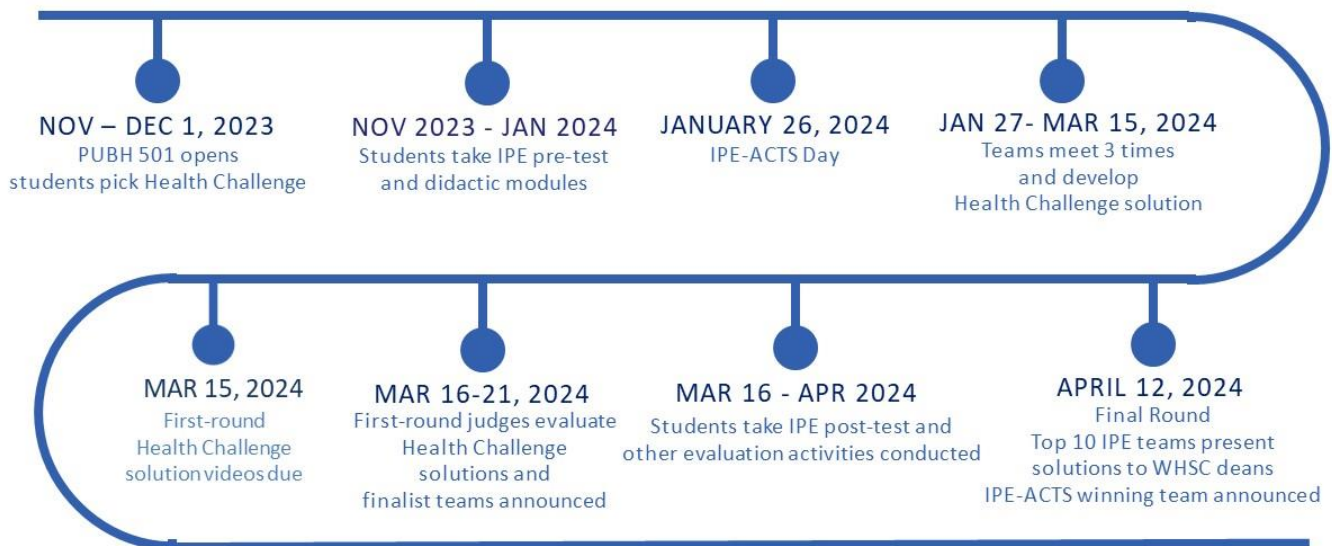 NOV – DEC 1, 2023
PUBH 501 opens
students pick Health Challenge
NOV 2023 - JAN 2024
Students take IPE pre-test
and didactic modules
JANUARY 26, 2024
IPE-ACTS Day
JAN 27- MAR 15, 2024
Teams meet 3 times
and develop
Health Challenge solution
MAR 15, 2024
First-round
Health Challenge
solution videos due
MAR 16-21, 2024
First-round judges evaluate
Health Challenge
solutions and
finalist teams announced
MAR 16 - APR 2024
Students take IPE post-test and
other evaluation activities conducted
APRIL 12, 2024
Final Round
Top 10 IPE teams present
solutions to WHSC deans
IPE-ACTS winning team announced